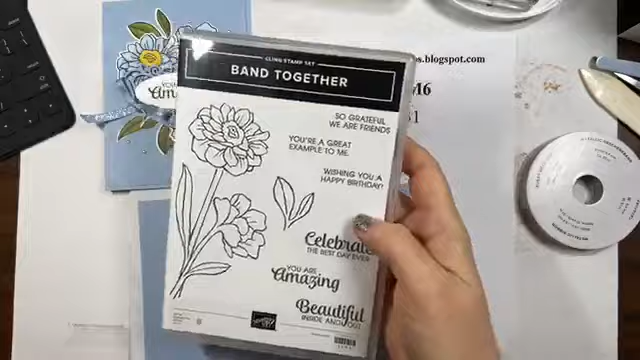 CLING STAMP SET
BAND TOGETHER
SO GRATEFUL
WE ARE FRIENDS
YOU'RE A GREAT
EXAMPLE TO ME.
WISHING YOU A
HAPPY BIRTHDAY!
Celebrate
THE BEST DAY EVER
YOU ARE
Amazing
Beautiful
INSIDE AND OUT
.blogspot.com